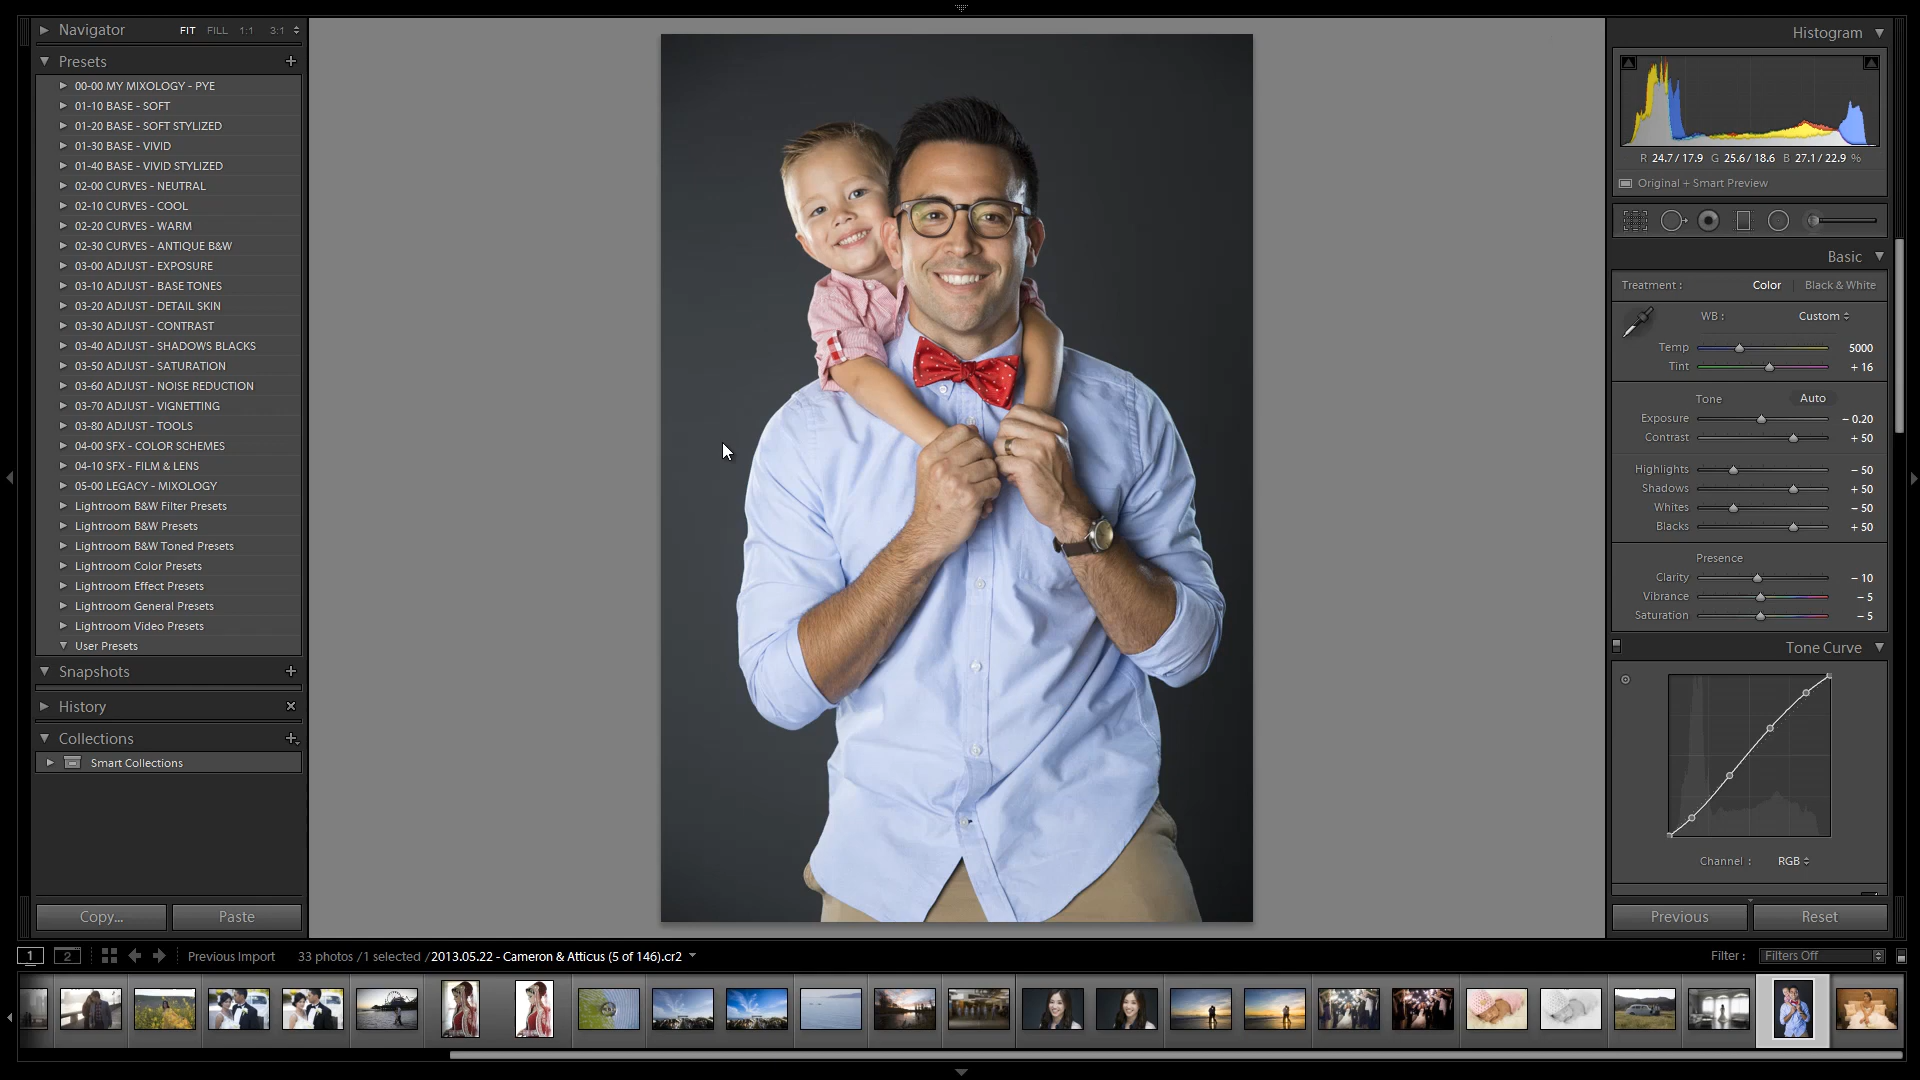 Navigator FIT FILL 1:1 3:1
Presets
00-00 MY MIXOLOGY - PYE
01-10 BASE - SOFT
01-20 BASE - SOFT STYLIZED
01-30 BASE - VIVID
01-40 BASE - VIVID STYLIZED
02-00 CURVES - NEUTRAL
02-10 CURVES - COOL
02-20 CURVES - WARM
02-30 CURVES - ANTIQUE B&W
03-00 ADJUST - EXPOSURE
03-10 ADJUST - BASE TONES
03-20 ADJUST - DETAIL SKIN
03-30 ADJUST - CONTRAST
03-40 ADJUST - SHADOWS BLACKS
03-50 ADJUST - SATURATION
03-60 ADJUST - NOISE REDUCTION
03-70 ADJUST - VIGNETTING
03-80 ADJUST - TOOLS
04-00 SFX - COLOR SCHEMES
04-10 SFX - FILM & LENS
05-00 LEGACY - MIXOLOGY
Lightroom B&W Filter Presets
Lightroom B&W Presets
Lightroom B&W Toned Presets
Lightroom Color Presets
Lightroom Effect Presets
Lightroom General Presets
Lightroom Video Presets
User Presets
Snapshots
History
Collections
Smart Collections
Copy... Paste
Histogram
R 24.7 / 17.9 G 25.6 / 18.6 B 27.1 / 22.9 %
Original + Smart Preview
Basic
Treatment : Color Black & White
WB : Custom
Temp 5000
Tint + 16
Tone Auto
Exposure − 0.20
Contrast + 50
Highlights − 50
Shadows + 50
Whites − 50
Blacks + 50
Presence
Clarity − 10
Vibrance − 5
Saturation − 5
Tone Curve
Channel : RGB
Previous Reset
1 2 Previous Import 33 photos / 1 selected / 2013.05.22 - Cameron & Atticus (5 of 146).cr2 Filter : Filters Off